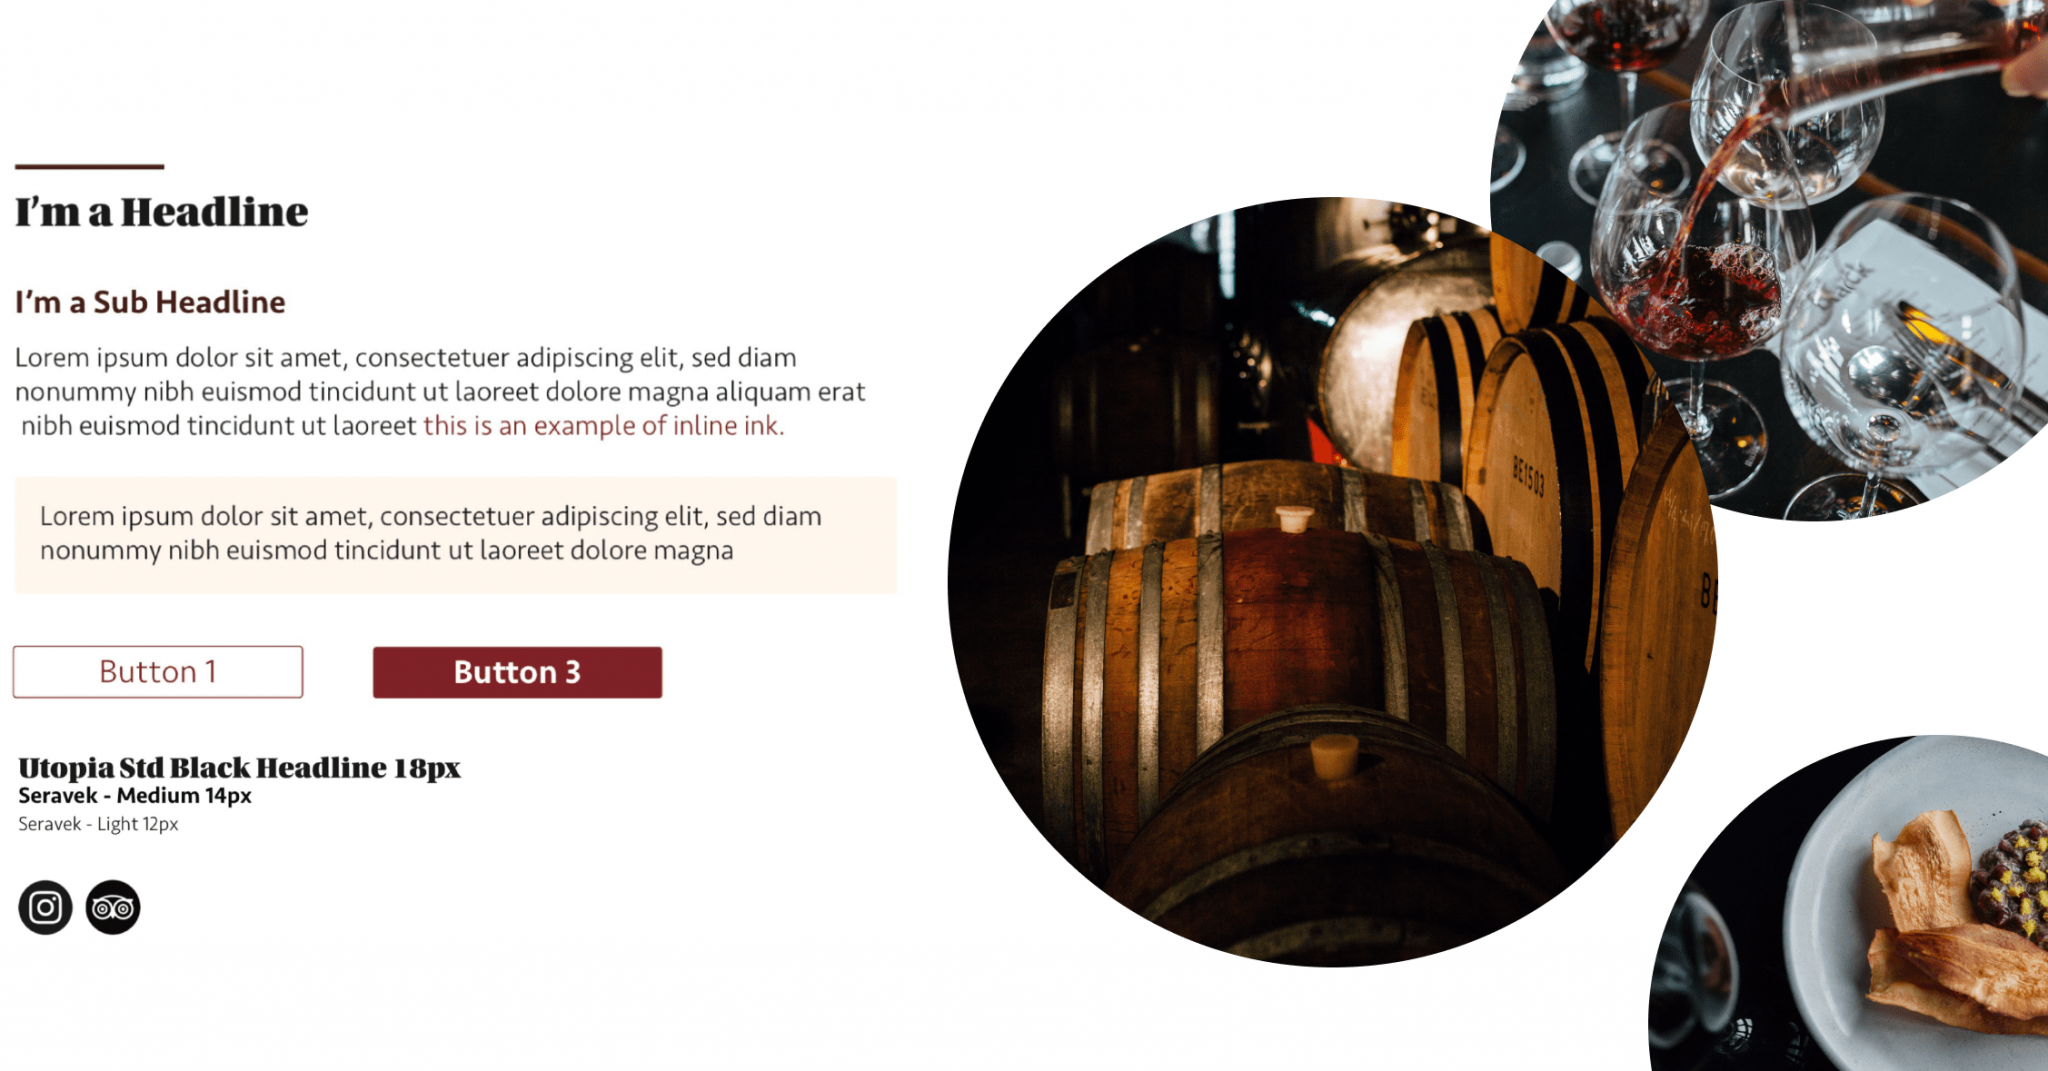 I'm a Headline
I'm a Sub Headline
Lorem ipsum dolor sit amet, consectetuer adipiscing elit, sed diam
nonummy nibh euismod tincidunt ut laoreet dolore magna aliquam erat
nibh euismod tincidunt ut laoreet this is an example of inline ink.
Lorem ipsum dolor sit amet, consectetuer adipiscing elit, sed diam
nonummy nibh euismod tincidunt ut laoreet dolore magna
Button 1
Button 3
Utopia Std Black Headline 18px
Seravek - Medium 14px
Seravek - Light 12px
BE1503